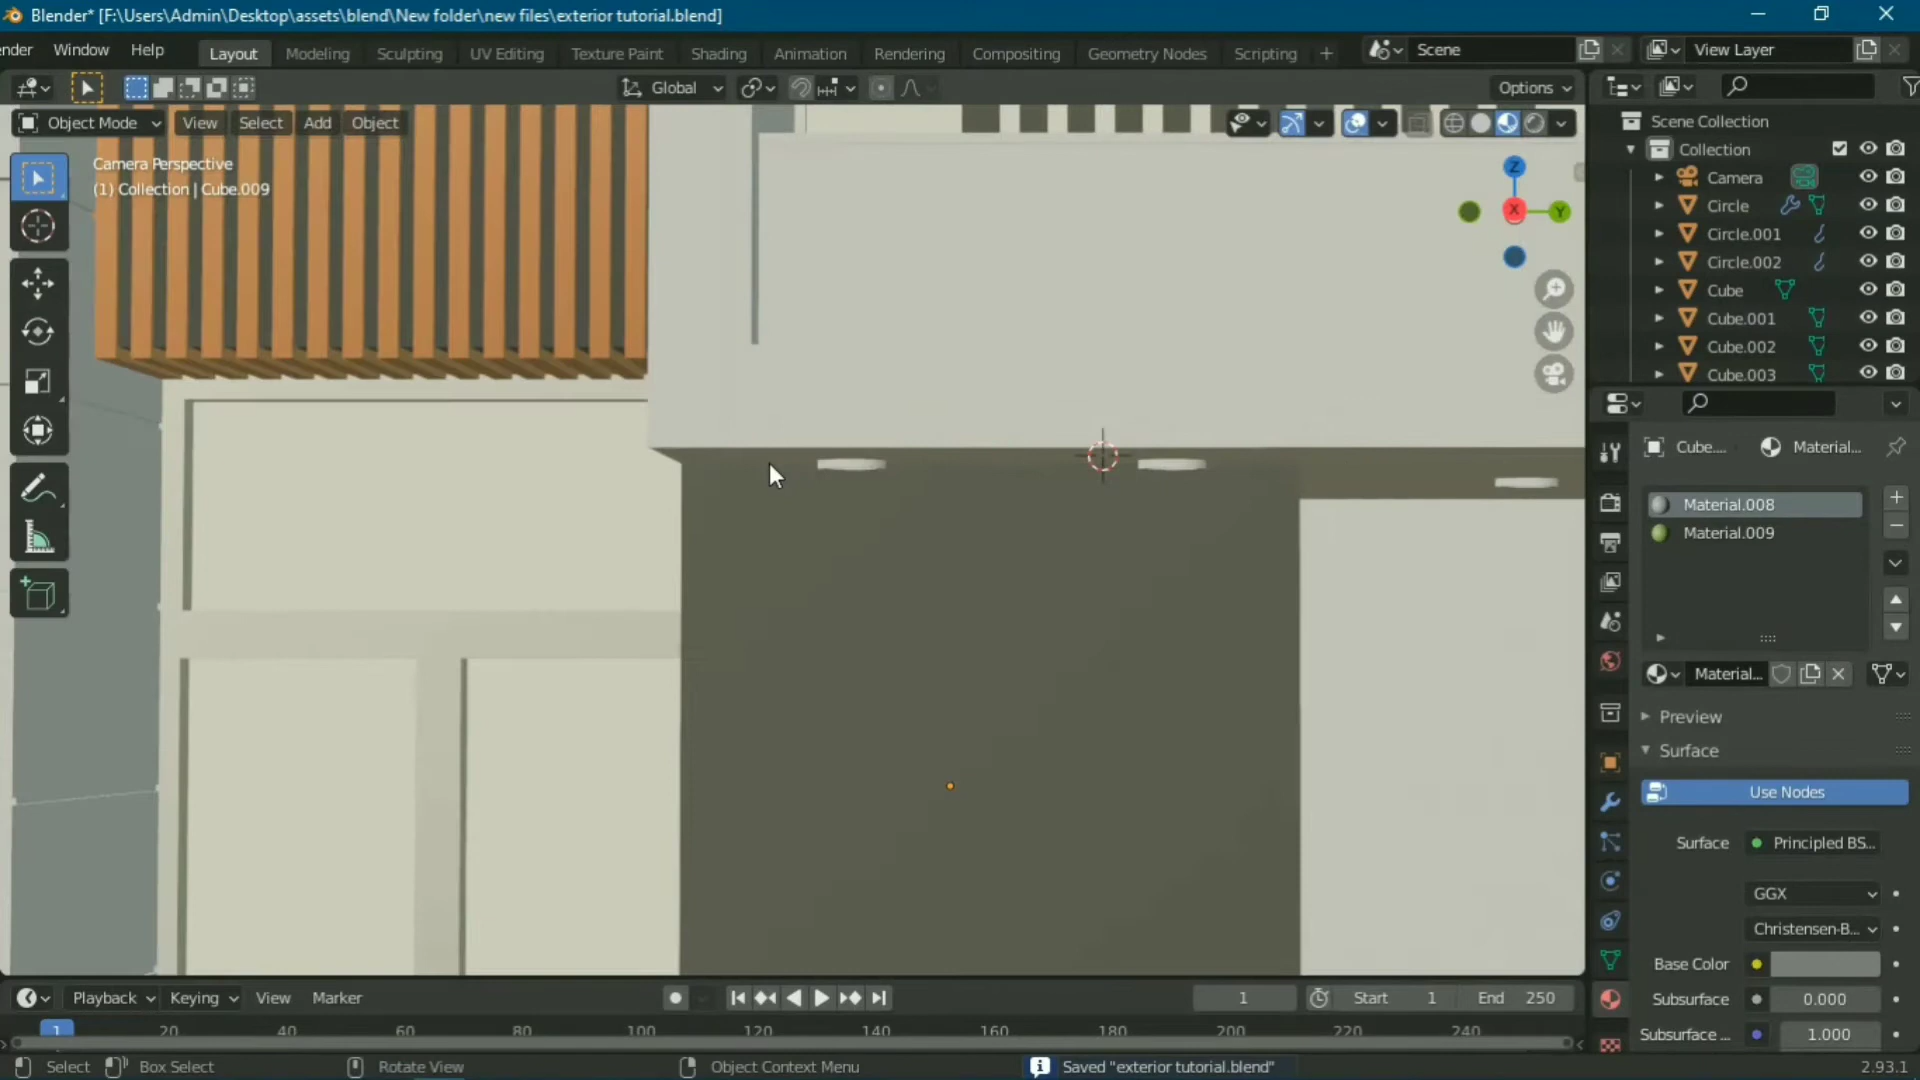 Blender* [F:\Users\Admin\Desktop\assets\blend\New folder\new files\exterior tutorial.blend]
nder Window Help Layout Modeling Sculpting UV Editing Texture Paint Shading Animation Rendering Compositing Geometry Nodes Scripting + Scene View Layer
Global Options
Object Mode View Select Add Object
Camera Perspective
(1) Collection | Cube.009
Z
X
Y
Scene Collection
Collection
Camera
Circle
Circle.001
Circle.002
Cube
Cube.001
Cube.002
Cube.003
Cube.... Material...
Material.008
Material.009
Material...
Preview
Surface
Use Nodes
Surface Principled BS...
GGX
Christensen-B...
Base Color
Subsurface 0.000
Subsurface ... 1.000
Playback Keying View Marker 1 Start 1 End 250
1 20 40 60 80 100 120 140 160 180 200 220 240
Select Box Select Rotate View Object Context Menu Saved "exterior tutorial.blend" 2.93.1